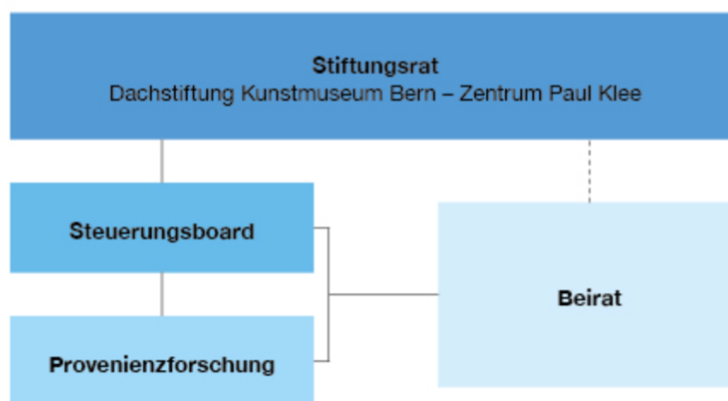 Stiftungsrat
Dachstiftung Kunstmuseum Bern – Zentrum Paul Klee
Steuerungsboard
Beirat
Provenienzforschung